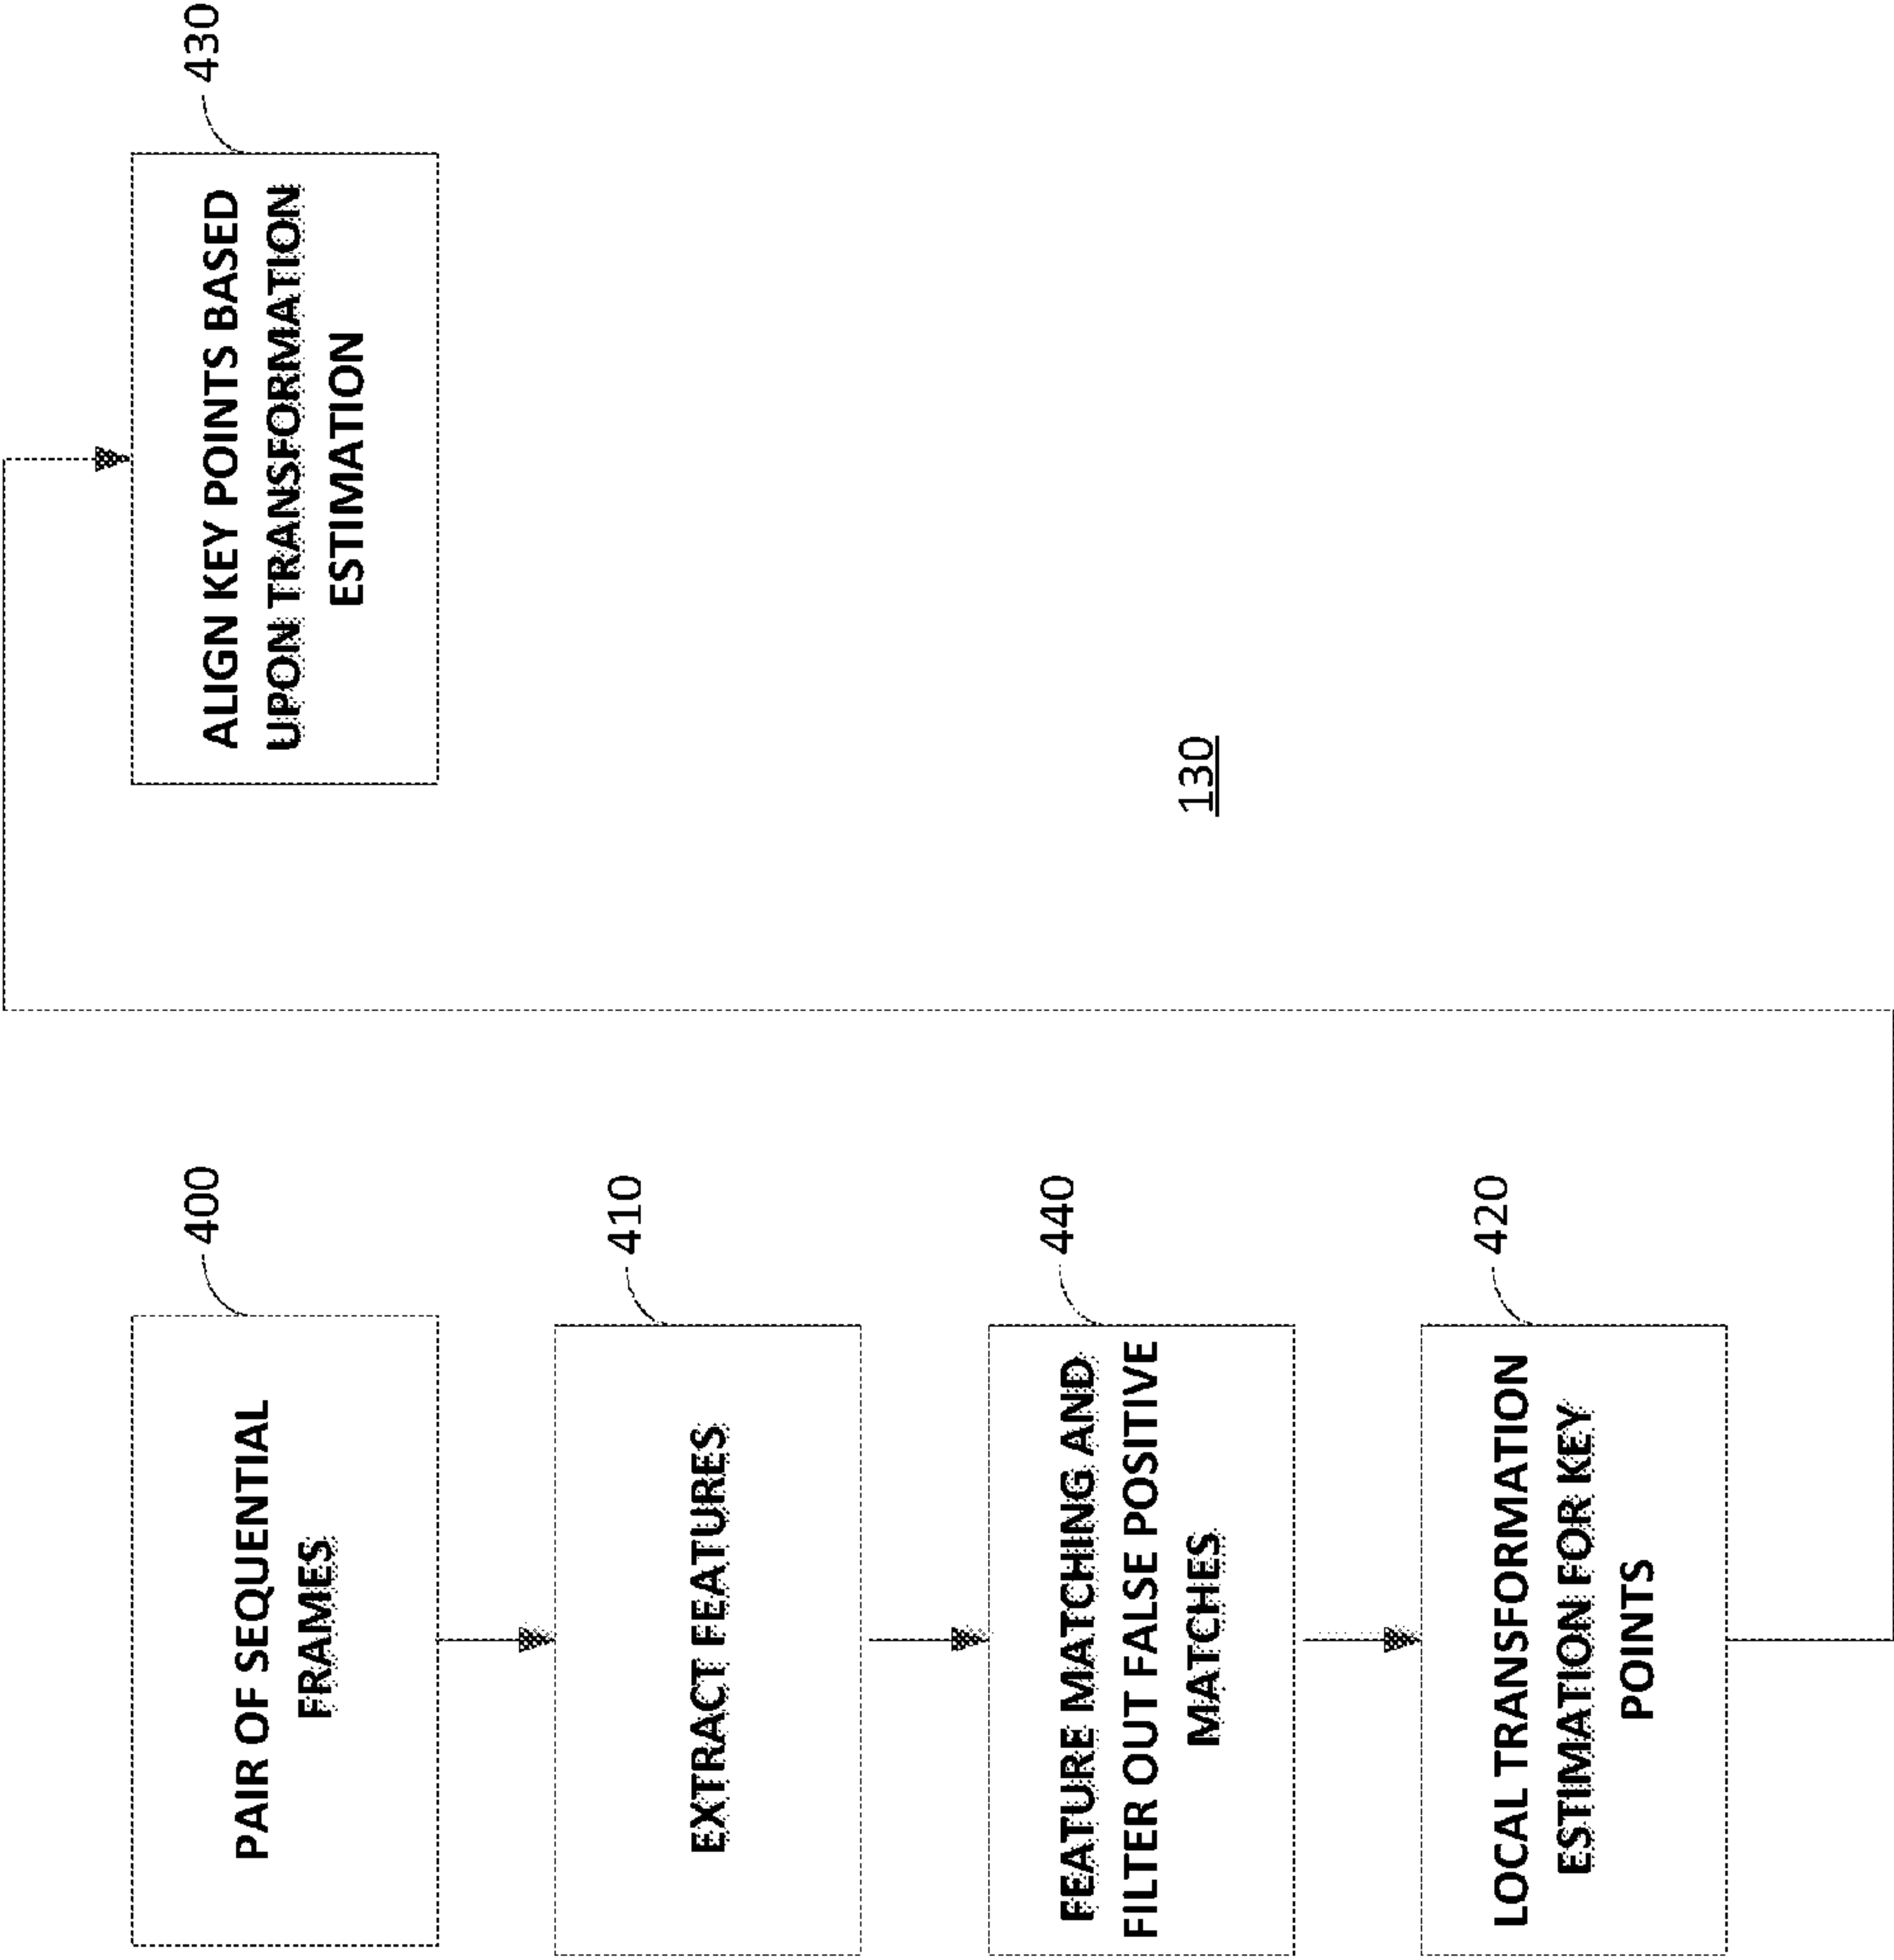 400
PAIR OF SEQUENTIAL
FRAMES
410
EXTRACT FEATURES
440
FEATURE MATCHING AND
FILTER OUT FALSE POSITIVE
MATCHES
420
LOCAL TRANSFORMATION
ESTIMATION FOR KEY
POINTS
430
ALIGN KEY POINTS BASED
UPON TRANSFORMATION
ESTIMATION
130